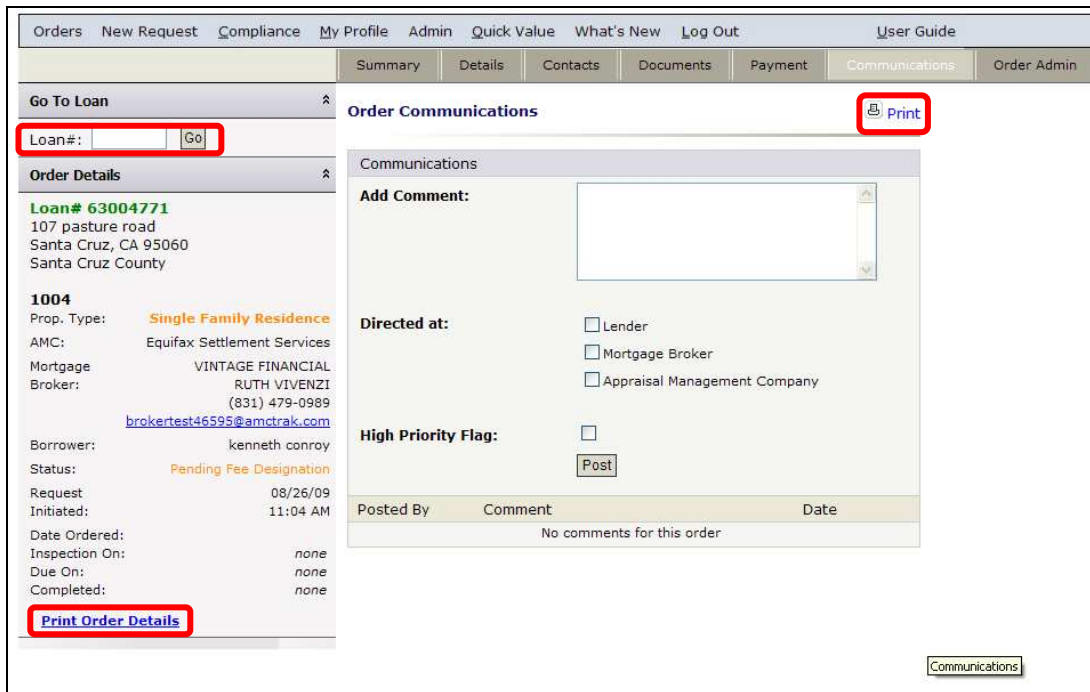 Orders New Request Compliance My Profile Admin Quick Value What's New Log Out User Guide
Summary Details Contacts Documents Payment Communications Order Admin
Go To Loan
Loan#: Go
Order Details
Loan# 63004771
107 pasture road
Santa Cruz, CA 95060
Santa Cruz County
1004
Prop. Type: Single Family Residence
AMC: Equifax Settlement Services
Mortgage VINTAGE FINANCIAL
Broker: RUTH VIVENZI
(831) 479-0989
brokertest46595@amctrak.com
Borrower: kenneth conroy
Status: Pending Fee Designation
Request 08/26/09
Initiated: 11:04 AM
Date Ordered:
Inspection On: none
Due On: none
Completed: none
Print Order Details
Order Communications Print
Communications
Add Comment:
Directed at: Lender
Mortgage Broker
Appraisal Management Company
High Priority Flag:
Post
Posted By Comment Date
No comments for this order
Communications